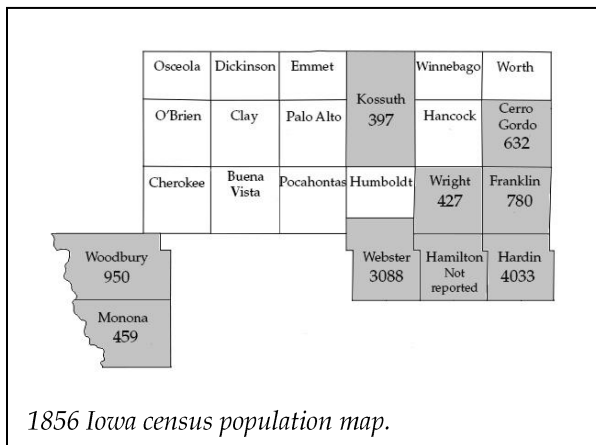 Osceola Dickinson Emmet Winnebago Worth
Kossuth
397
O'Brien Clay Palo Alto Hancock Cerro
Gordo
632
Cherokee Buena
Vista Pocahontas Humboldt Wright
427 Franklin
780
Woodbury
950
Webster
3088 Hamilton
Not
reported Hardin
4033
Monona
459
1856 Iowa census population map.